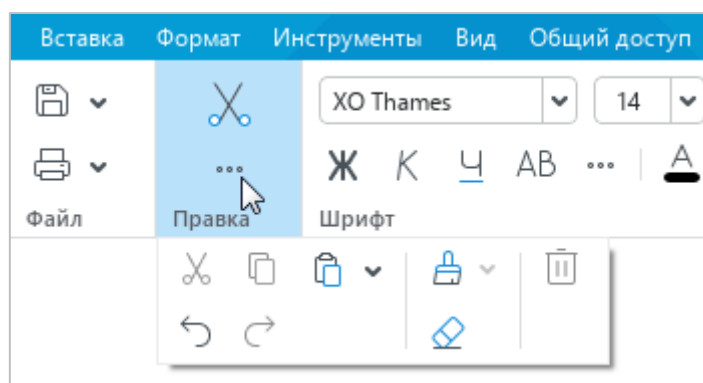 Вставка Формат Инструменты Вид Общий доступ
XO Thames 14
Ж К Ч АВ А
Файл Правка Шрифт